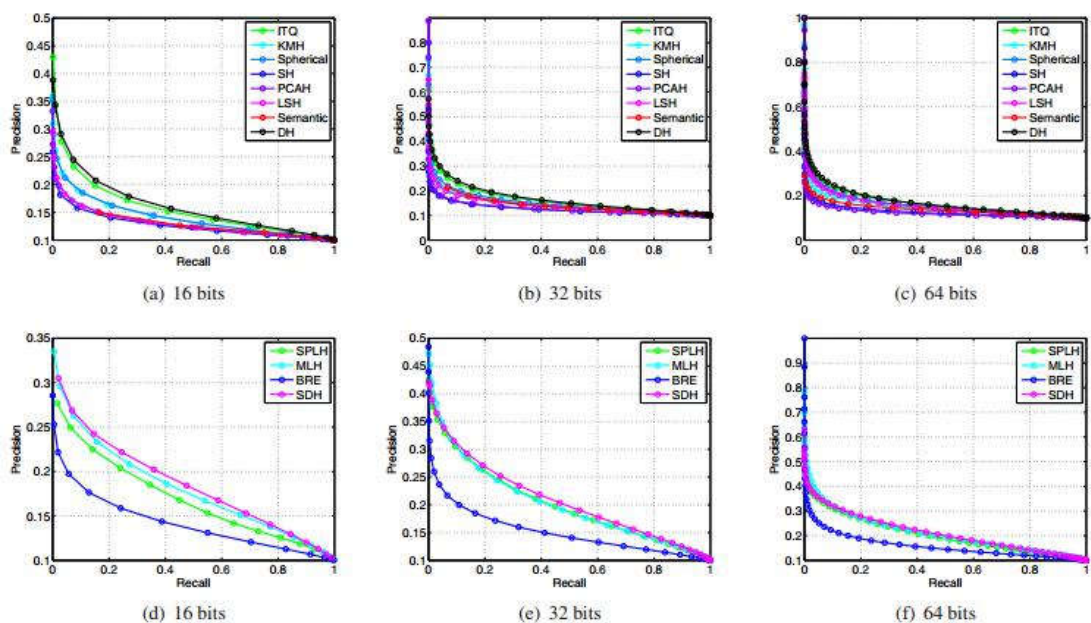 0.5
0.45
0.4
0.35
0.3
0.25
0.2
0.15
0.1
Precision
0 0.2 0.4 0.6 0.8 1
Recall
ITQ
KMH
Spherical
SH
PCAH
LSH
Semantic
DH
(a) 16 bits
0.9
0.8
0.7
0.6
0.5
0.4
0.3
0.2
0.1
0
Precision
0 0.2 0.4 0.6 0.8 1
Recall
ITQ
KMH
Spherical
SH
PCAH
LSH
Semantic
DH
(b) 32 bits
1
0.8
0.6
0.4
0.2
0
Precision
0 0.2 0.4 0.6 0.8 1
Recall
ITQ
KMH
Spherical
SH
PCAH
LSH
Semantic
DH
(c) 64 bits
0.35
0.3
0.25
0.2
0.15
0.1
Precision
0 0.2 0.4 0.6 0.8 1
Recall
SPLH
MLH
BRE
SDH
(d) 16 bits
0.5
0.45
0.4
0.35
0.3
0.25
0.2
0.15
0.1
Precision
0 0.2 0.4 0.6 0.8 1
Recall
SPLH
MLH
BRE
SDH
(e) 32 bits
0.9
0.8
0.7
0.6
0.5
0.4
0.3
0.2
0.1
Precision
0 0.2 0.4 0.6 0.8 1
Recall
SPLH
MLH
BRE
SDH
(f) 64 bits